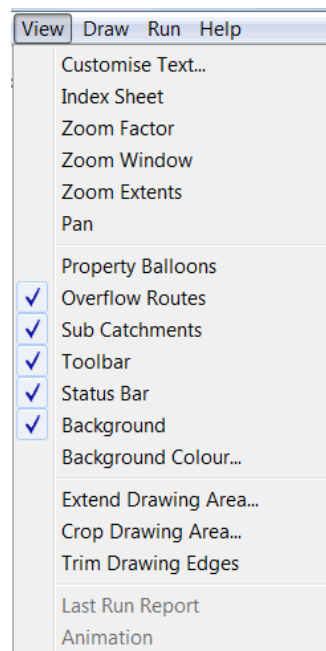 View Draw Run Help
Customise Text...
Index Sheet
Zoom Factor
Zoom Window
Zoom Extents
Pan
Property Balloons
Overflow Routes
Sub Catchments
Toolbar
Status Bar
Background
Background Colour...
Extend Drawing Area...
Crop Drawing Area...
Trim Drawing Edges
Last Run Report
Animation